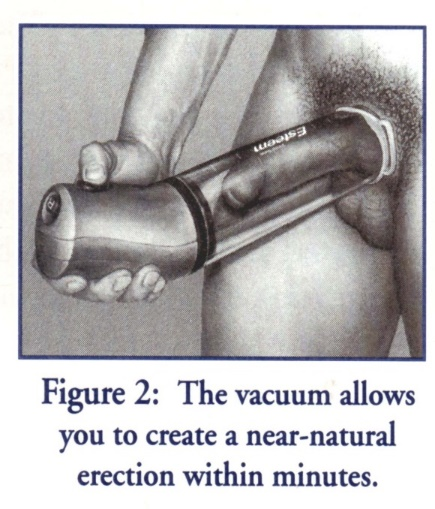 Esteem
Figure 2: The vacuum allows
you to create a near-natural
erection within minutes.